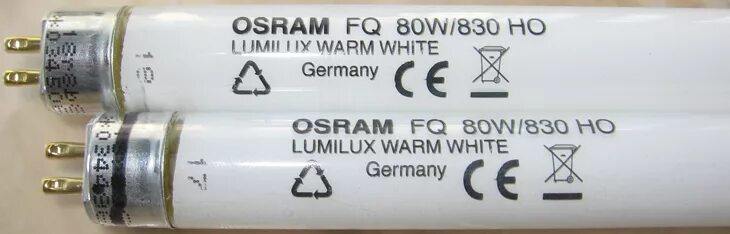 OSRAM FQ 80W/830 HO
LUMILUX WARM WHITE
Germany CE
OSRAM FQ 80W/830 HO
LUMILUX WARM WHITE
Germany CE